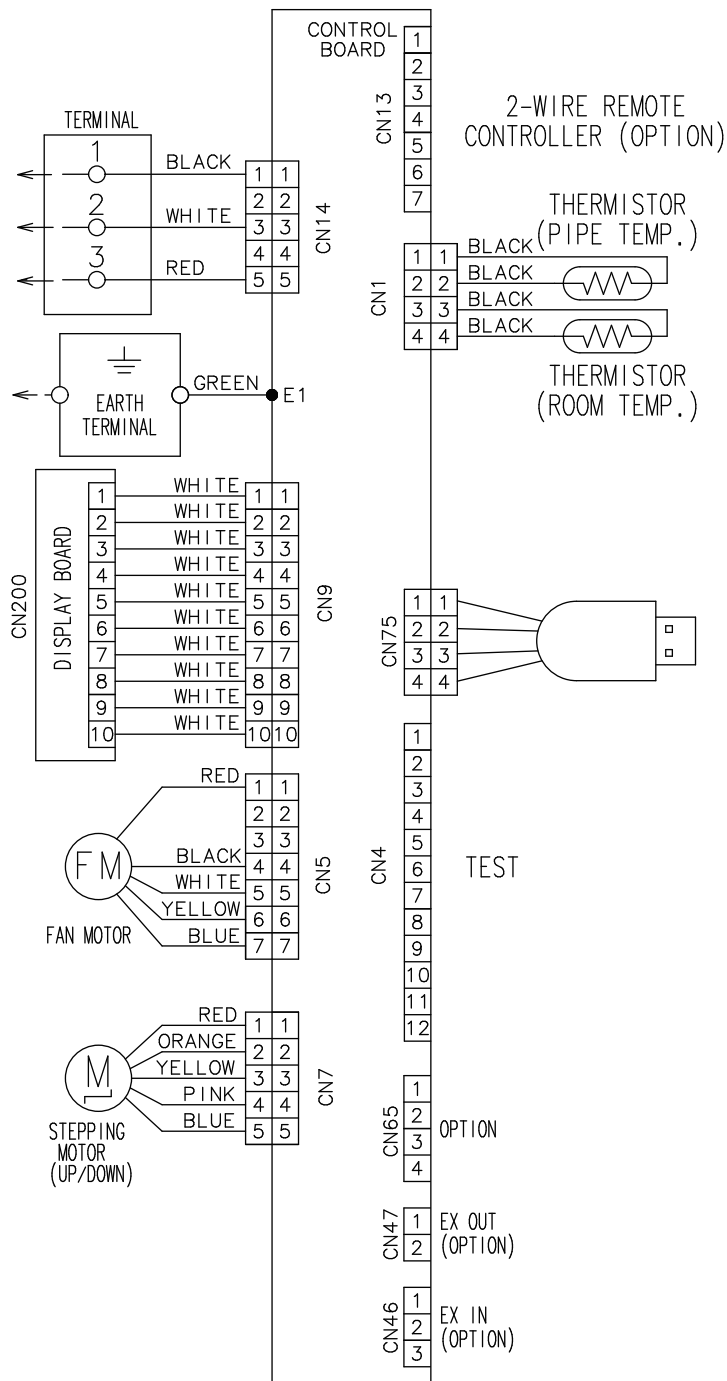 CONTROL
BOARD
CN13
1
2
3
4
5
6
7
2-WIRE REMOTE
CONTROLLER (OPTION)
TERMINAL
1
2
3
BLACK
WHITE
RED
1 1
2 2
3 3
4 4
5 5
CN14
THERMISTOR
(PIPE TEMP.)
CN1
1 1
2 2
3 3
4 4
BLACK
BLACK
BLACK
BLACK
THERMISTOR
(ROOM TEMP.)
EARTH
TERMINAL
GREEN
E1
CN200
DISPLAY BOARD
1
2
3
4
5
6
7
8
9
10
WHITE
WHITE
WHITE
WHITE
WHITE
WHITE
WHITE
WHITE
WHITE
WHITE
1 1
2 2
3 3
4 4
5 5
6 6
7 7
8 8
9 9
10 10
CN9
CN75
1 1
2 2
3 3
4 4
FM
FAN MOTOR
RED
BLACK
WHITE
YELLOW
BLUE
1 1
2 2
3 3
4 4
5 5
6 6
7 7
CN5
CN4
1
2
3
4
5
6
7
8
9
10
11
12
TEST
M
STEPPING
MOTOR
(UP/DOWN)
RED
ORANGE
YELLOW
PINK
BLUE
1 1
2 2
3 3
4 4
5 5
CN7
CN65
1
2
3
4
OPTION
CN47
1
2
EX OUT
(OPTION)
CN46
1
2
3
EX IN
(OPTION)